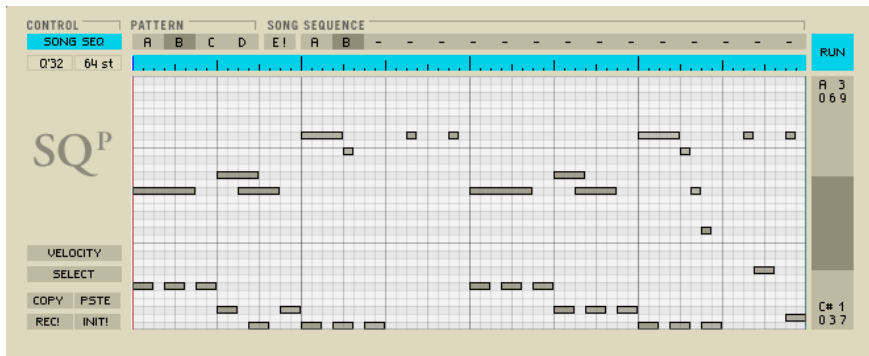 CONTROL PATTERN SONG SEQUENCE
SONG SEQ A B C D E! A B - - - - - - - - - - - - - - RUN
0'32 64 st
A 3
069
SQP
VELOCITY
SELECT
COPY PSTE
REC! INIT!
C# 1
037